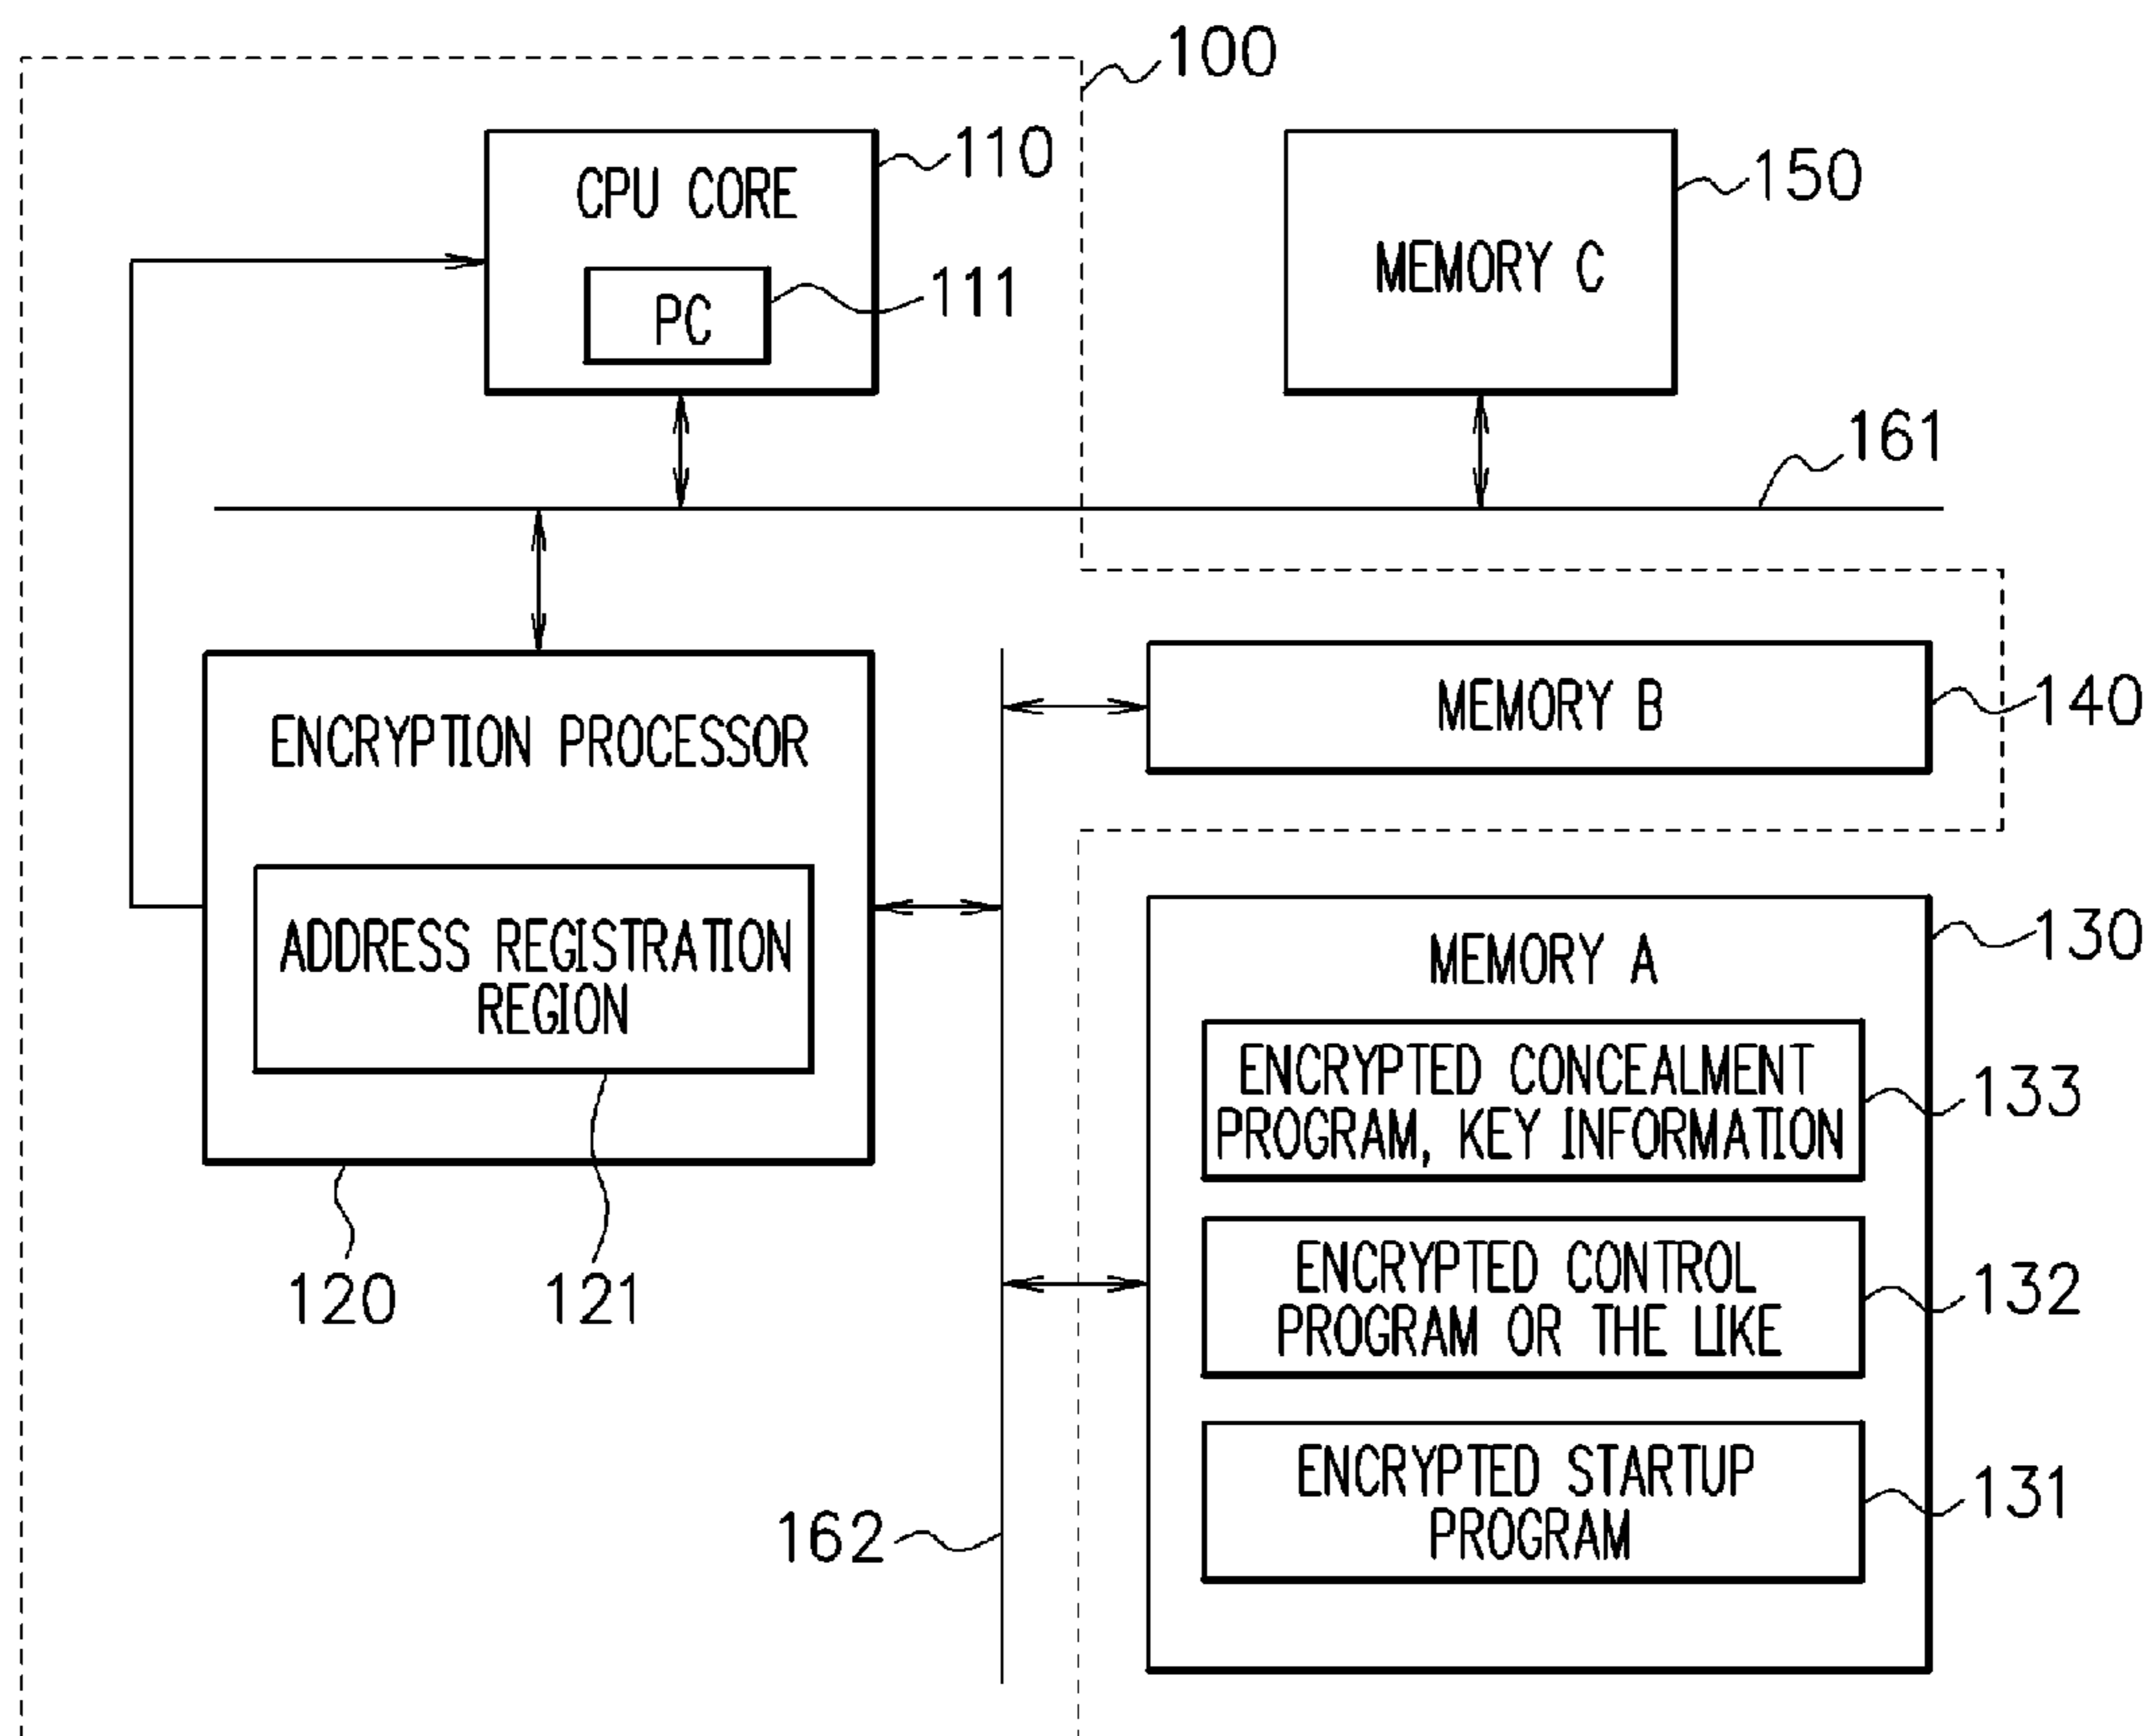 100
CPU CORE
110
PC
111
MEMORY C
150
161
ENCRYPTION PROCESSOR
ADDRESS REGISTRATION
REGION
120
121
MEMORY B
140
MEMORY A
130
ENCRYPTED CONCEALMENT
PROGRAM, KEY INFORMATION
133
ENCRYPTED CONTROL
PROGRAM OR THE LIKE
132
ENCRYPTED STARTUP
PROGRAM
131
162